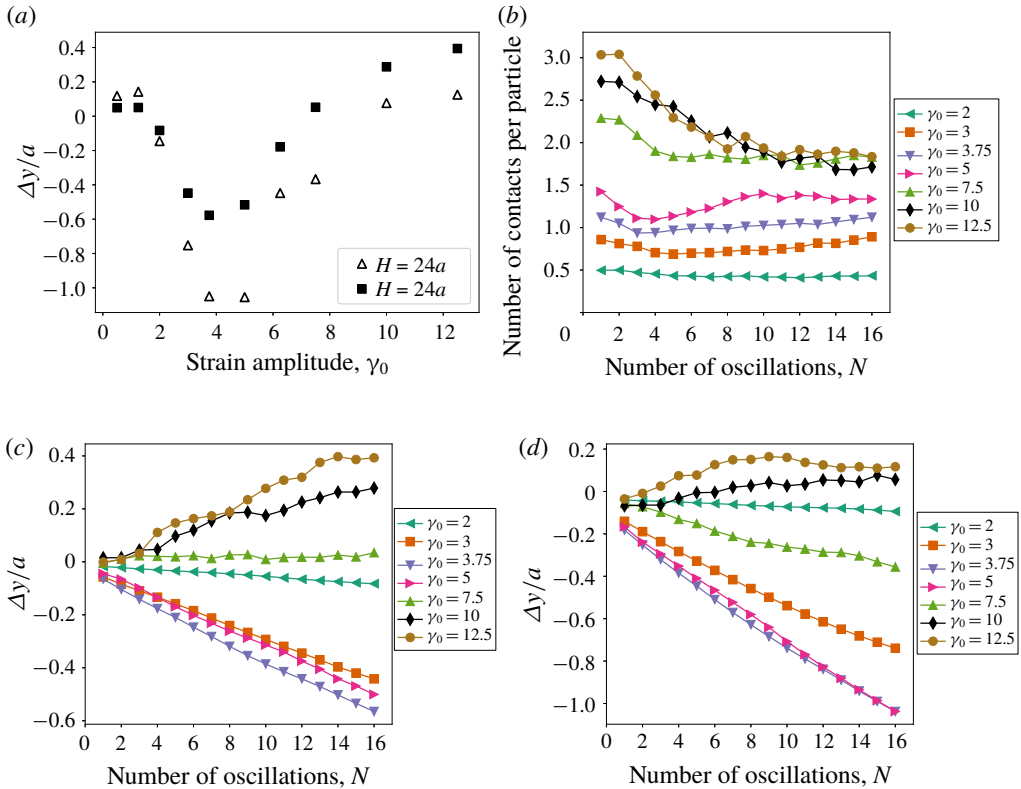 (a)
0.4
0.2
0
−0.2
−0.4
−0.6
−0.8
−1.0
Δy/a
H = 24a
H = 24a
0 2 4 6 8 10 12
Strain amplitude, γ0
(b)
3.0
2.5
2.0
1.5
1.0
0.5
0
Number of contacts per particle
0 2 4 6 8 10 12 14 16
Number of oscillations, N
γ0 = 2
γ0 = 3
γ0 = 3.75
γ0 = 5
γ0 = 7.5
γ0 = 10
γ0 = 12.5
(c)
0.4
0.2
0
−0.2
−0.4
−0.6
Δy/a
0 2 4 6 8 10 12 14 16
Number of oscillations, N
γ0 = 2
γ0 = 3
γ0 = 3.75
γ0 = 5
γ0 = 7.5
γ0 = 10
γ0 = 12.5
(d)
0.2
0
−0.2
−0.4
−0.6
−0.8
−1.0
Δy/a
0 2 4 6 8 10 12 14 16
Number of oscillations, N
γ0 = 2
γ0 = 3
γ0 = 3.75
γ0 = 5
γ0 = 7.5
γ0 = 10
γ0 = 12.5